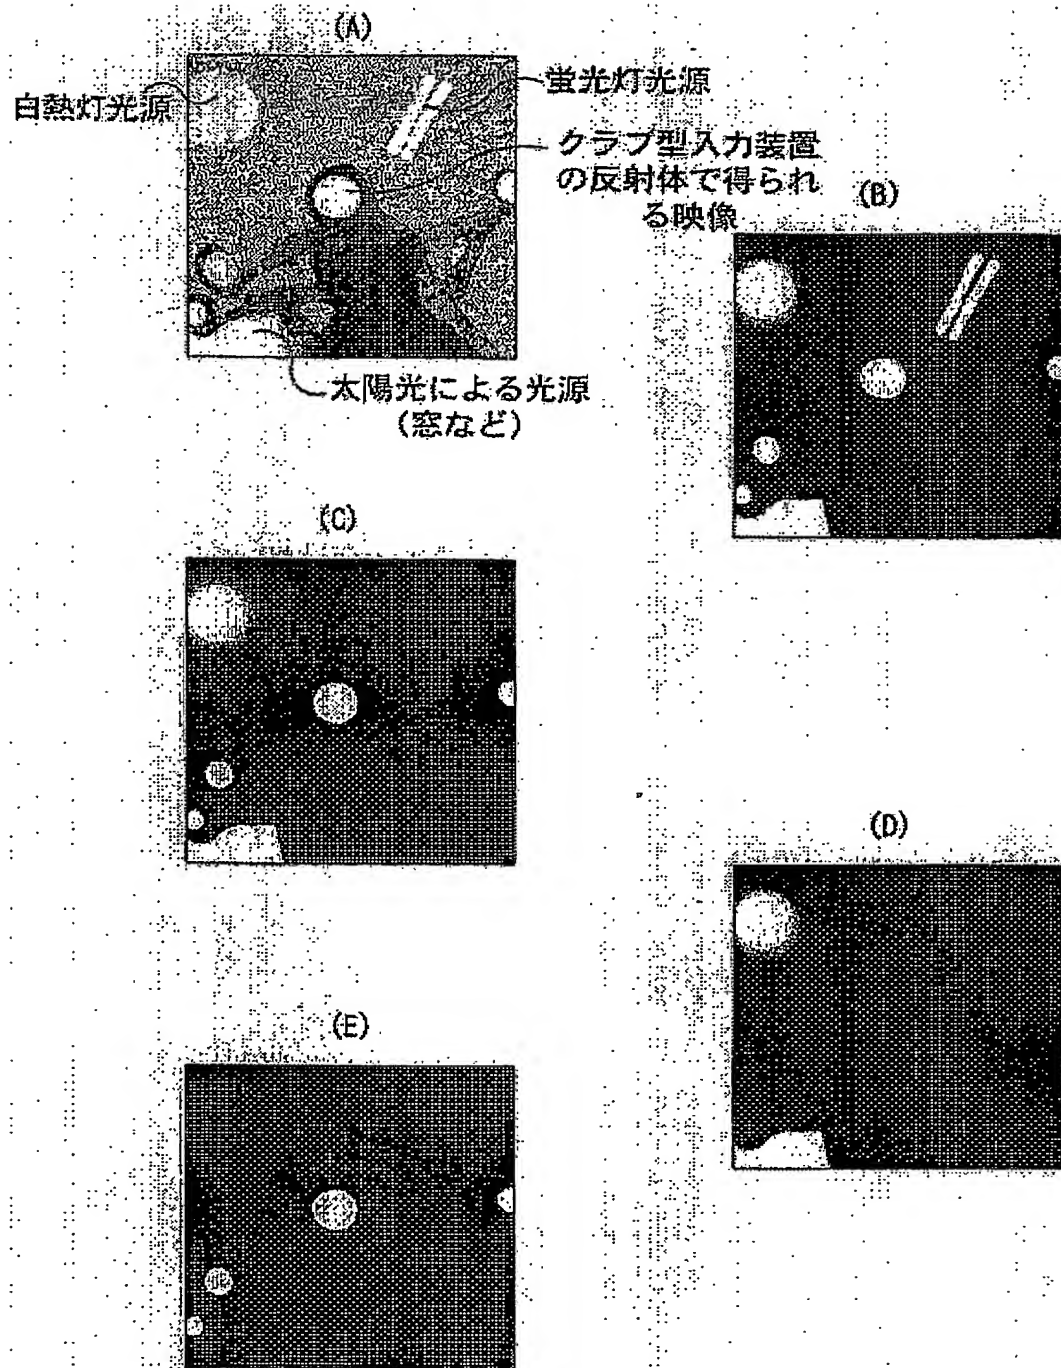 (A)
白熱灯光源
蛍光灯光源
クラブ型入力装置
の反射体で得られ
る映像
太陽光による光源
(窓など)
(B)
(C)
(D)
(E)